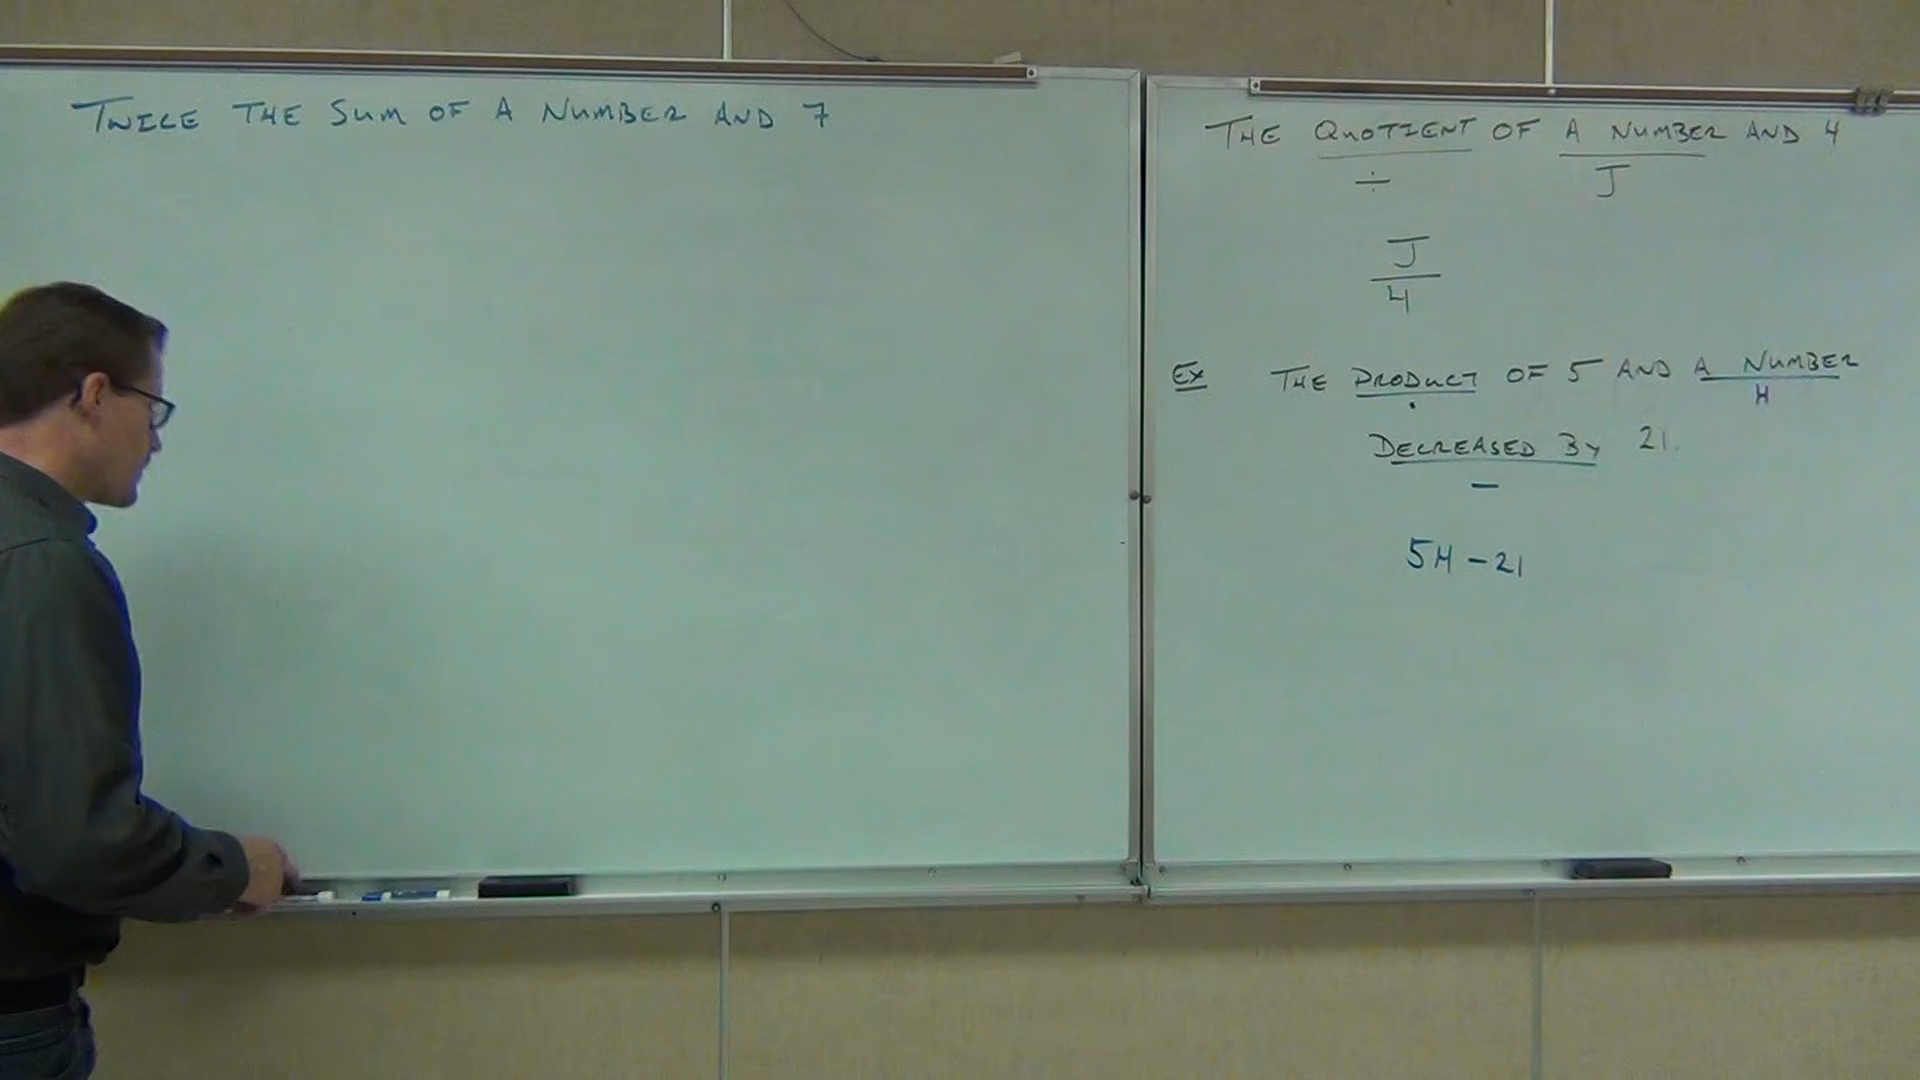 TWICE THE SUM OF A NUMBER AND 7
THE QUOTIENT OF A NUMBER AND 4
÷ J
J
4
Ex THE PRODUCT OF 5 AND A NUMBER
· H
DECREASED BY 21.
−
5H − 21